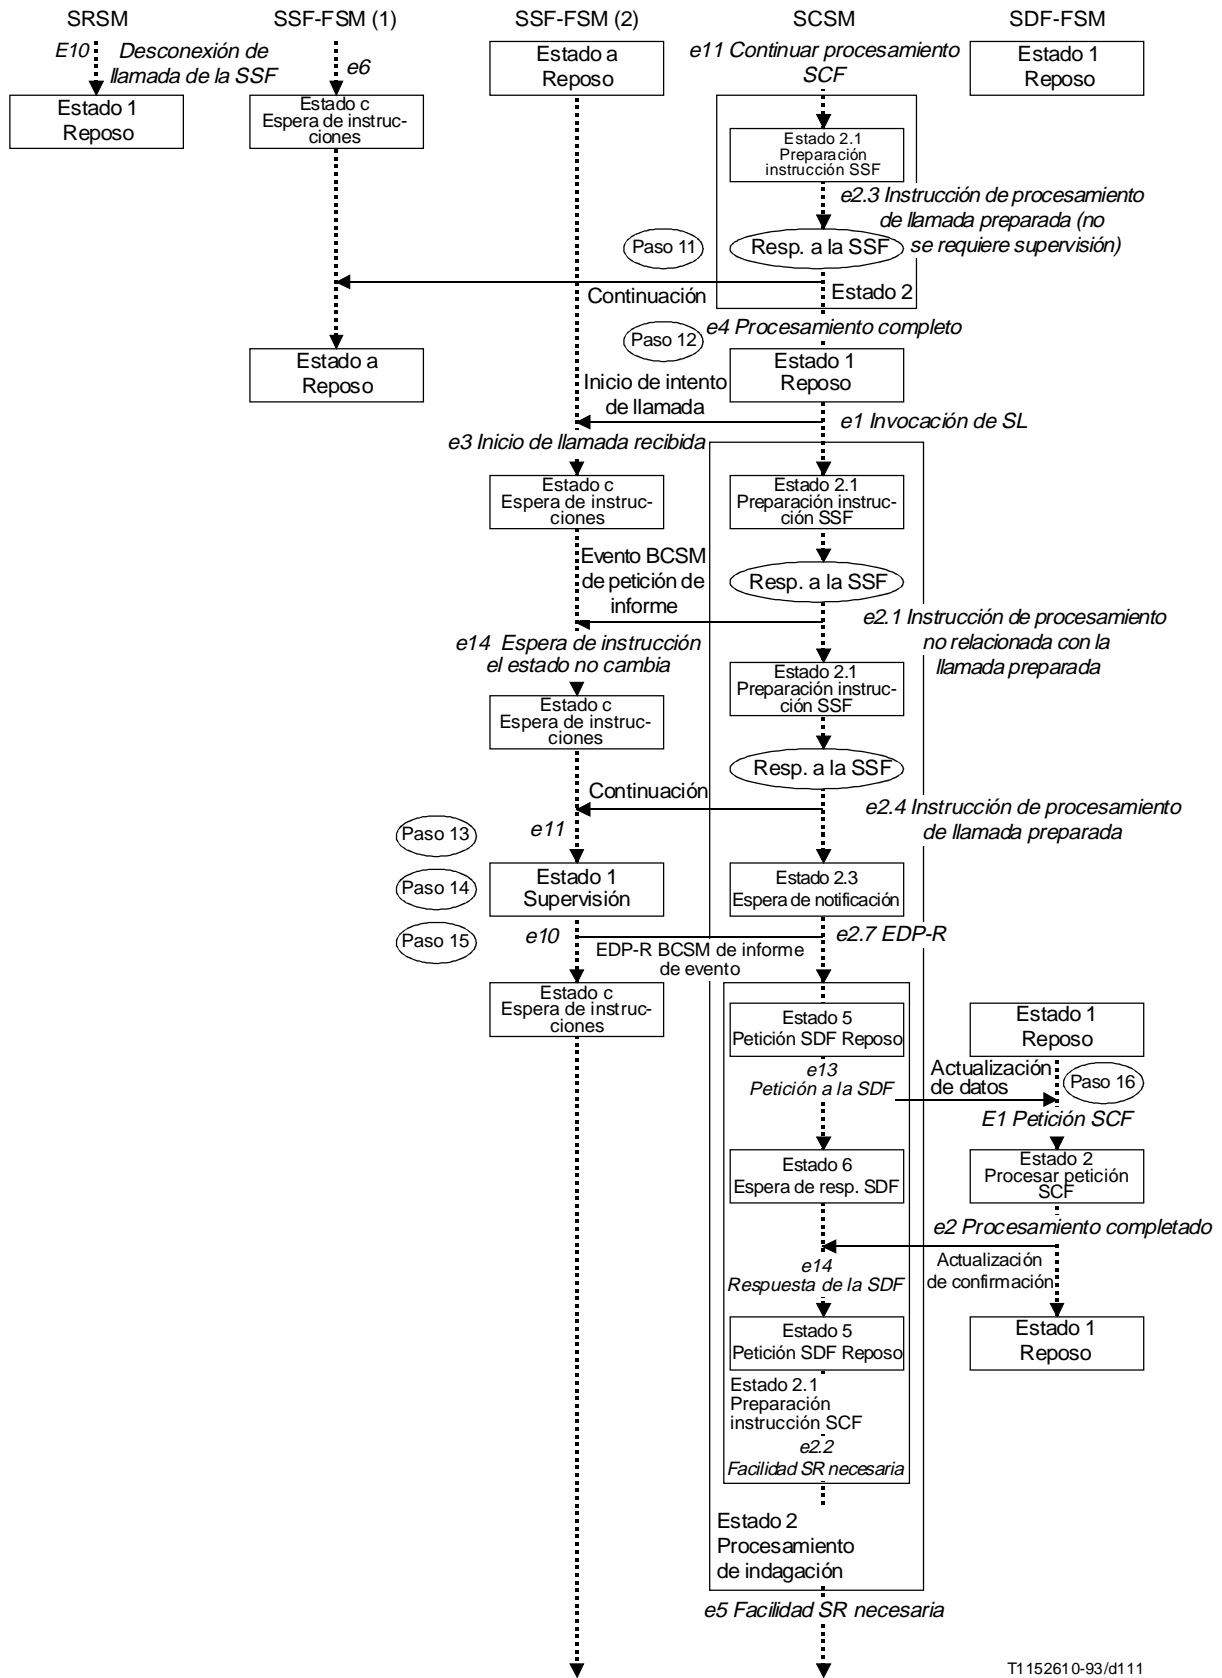 SRSM
SSF-FSM (1)
SSF-FSM (2)
SCSM
SDF-FSM
E10
Desconexión de
llamada de la SSF
e6
Estado a
Reposo
e11 Continuar procesamiento
SCF
Estado 1
Reposo
Estado 1
Reposo
Estado c
Espera de instruc-
ciones
Estado 2.1
Preparación
instrucción SSF
e2.3 Instrucción de procesamiento
de llamada preparada (no
se requiere supervisión)
Paso 11
Resp. a la SSF
Continuación
Estado 2
e4 Procesamiento completo
Paso 12
Estado a
Reposo
Estado 1
Reposo
Inicio de intento
de llamada
e1 Invocación de SL
e3 Inicio de llamada recibida
Estado c
Espera de instruc-
ciones
Estado 2.1
Preparación instruc-
ción SSF
Evento BCSM
de petición de
informe
Resp. a la SSF
e2.1 Instrucción de procesamiento
no relacionada con la
llamada preparada
e14 Espera de instrucción
el estado no cambia
Estado 2.1
Preparación instruc-
ción SSF
Estado c
Espera de instruc-
ciones
Resp. a la SSF
Continuación
e2.4 Instrucción de procesamiento
de llamada preparada
Paso 13
e11
Paso 14
Estado 1
Supervisión
Estado 2.3
Espera de notificación
Paso 15
e10
e2.7 EDP-R
EDP-R BCSM de informe
de evento
Estado c
Espera de instruc-
ciones
Estado 5
Petición SDF Reposo
Estado 1
Reposo
e13
Petición a la SDF
Actualización
de datos
Paso 16
E1 Petición SCF
Estado 6
Espera de resp. SDF
Estado 2
Procesar petición
SCF
e2 Procesamiento completado
e14
Respuesta de la SDF
Actualización
de confirmación
Estado 5
Petición SDF Reposo
Estado 1
Reposo
Estado 2.1
Preparación
instrucción SCF
e2.2
Facilidad SR necesaria
Estado 2
Procesamiento
de indagación
e5 Facilidad SR necesaria
T1152610-93/d111